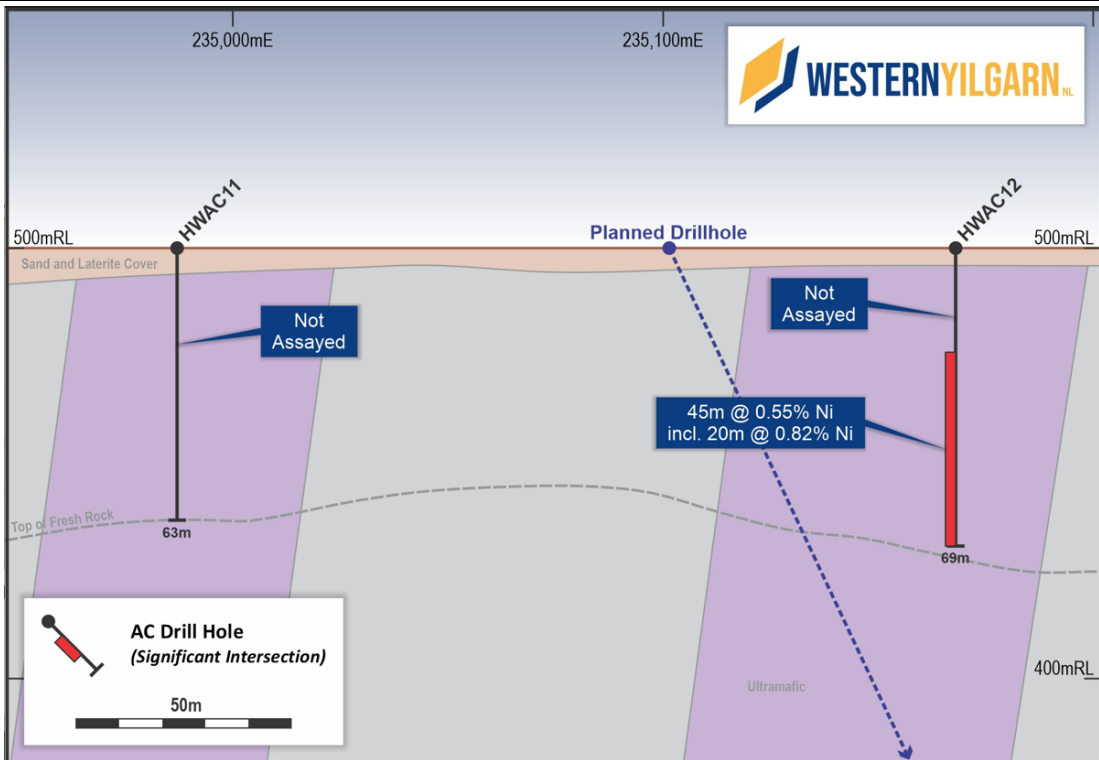 235,000mE
235,100mE
WESTERNYILGARN NL
HWAC11
HWAC12
Planned Drillhole
500mRL
500mRL
Sand and Laterite Cover
Not
Assayed
Not
Assayed
45m @ 0.55% Ni
incl. 20m @ 0.82% Ni
Top of Fresh Rock
63m
69m
AC Drill Hole
(Significant Intersection)
50m
Ultramafic
400mRL